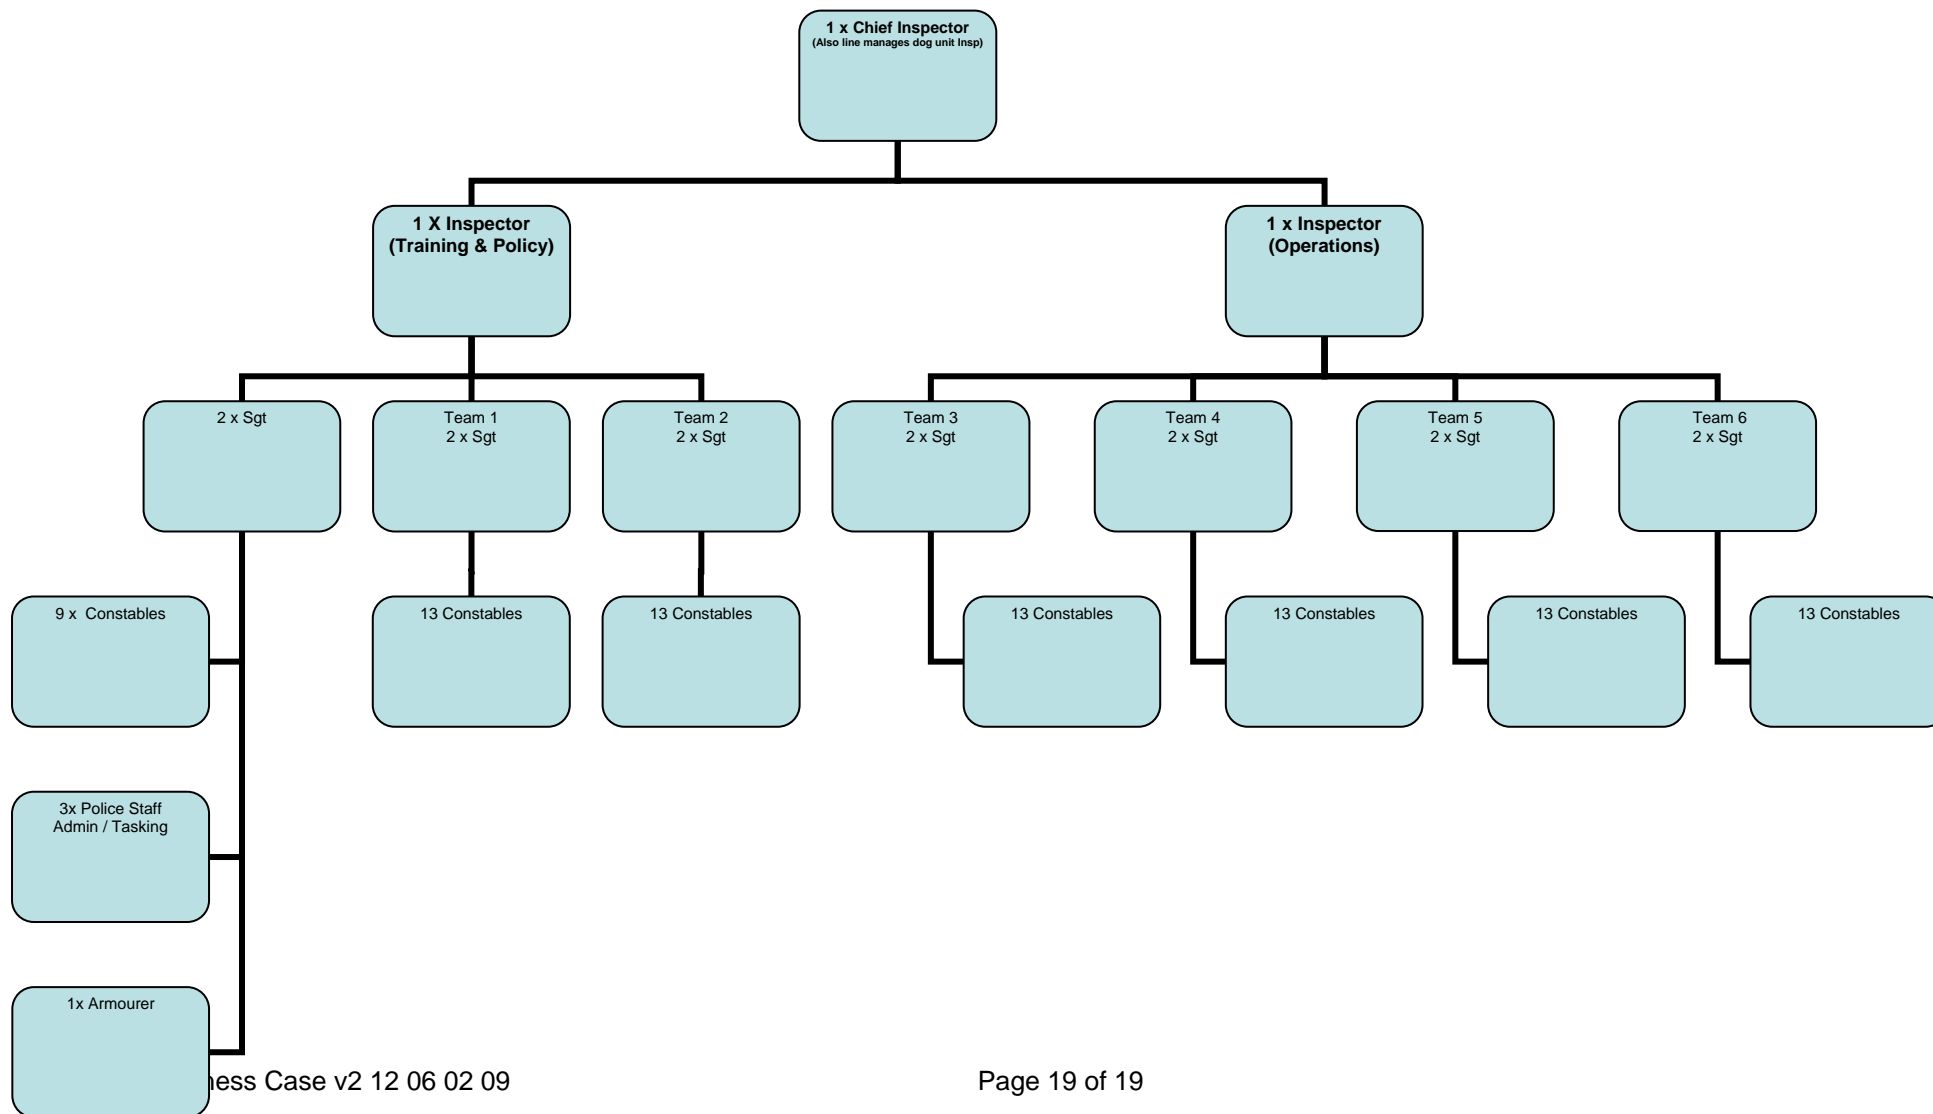 1 x Chief Inspector
(Also line manages dog unit Insp)
1 X Inspector
(Training & Policy)
1 x Inspector
(Operations)
2 x Sgt
Team 1
2 x Sgt
Team 2
2 x Sgt
Team 3
2 x Sgt
Team 4
2 x Sgt
Team 5
2 x Sgt
Team 6
2 x Sgt
9 x Constables
13 Constables
13 Constables
13 Constables
13 Constables
13 Constables
13 Constables
3x Police Staff
Admin / Tasking
1x Armourer
Case v2 12 06 02 09
Page 19 of 19